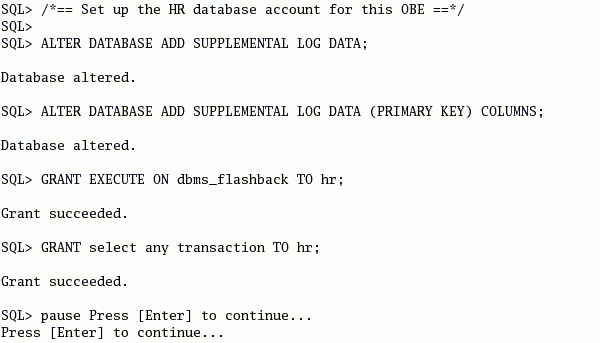 SQL> /*== Set up the HR database account for this OBE ==*/
SQL>
SQL> ALTER DATABASE ADD SUPPLEMENTAL LOG DATA;
Database altered.
SQL> ALTER DATABASE ADD SUPPLEMENTAL LOG DATA (PRIMARY KEY) COLUMNS;
Database altered.
SQL> GRANT EXECUTE ON dbms_flashback TO hr;
Grant succeeded.
SQL> GRANT select any transaction TO hr;
Grant succeeded.
SQL> pause Press [Enter] to continue...
Press [Enter] to continue...